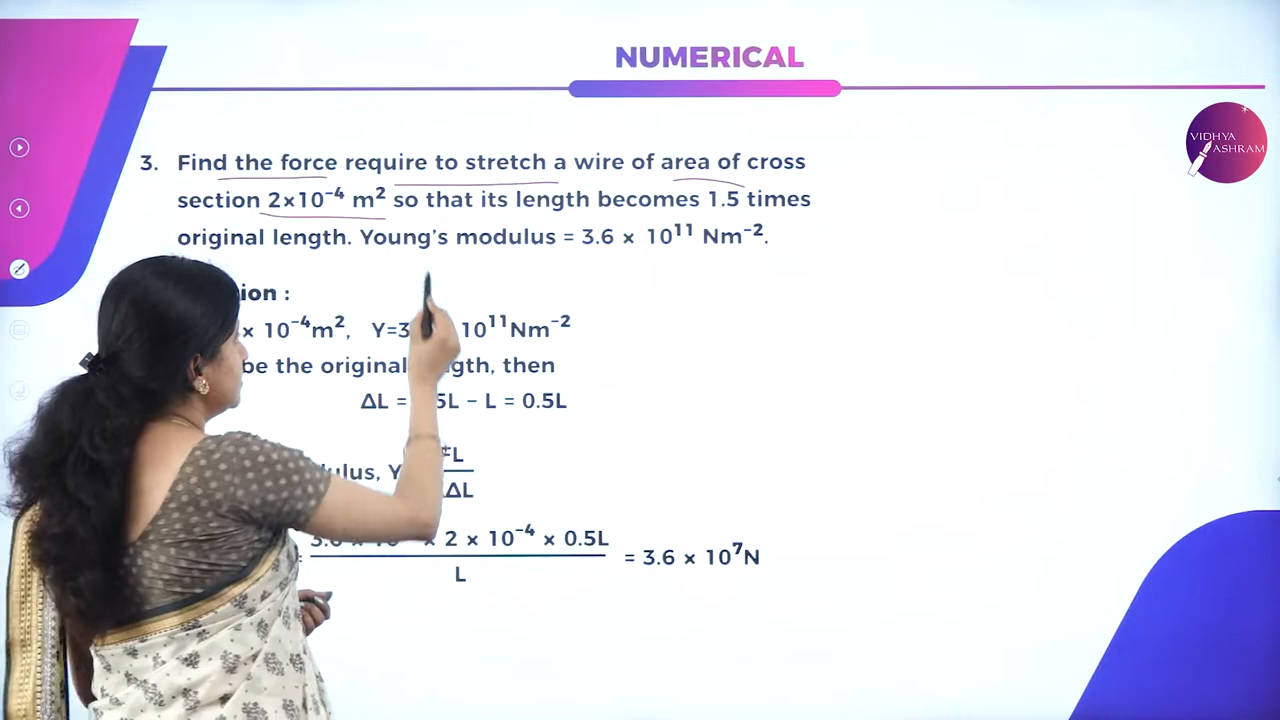 NUMERICAL
VIDHYA
ASHRAM
3. Find the force require to stretch a wire of area of cross
section 2×10⁻⁴ m² so that its length becomes 1.5 times
original length. Young's modulus = 3.6 × 10¹¹ Nm⁻².
ion :
× 10⁻⁴m², Y=3 10¹¹Nm⁻²
be the original gth, then
ΔL = 5L − L = 0.5L
ulus, Y L
ΔL
× 2 × 10⁻⁴ × 0.5L
L
= 3.6 × 10⁷N